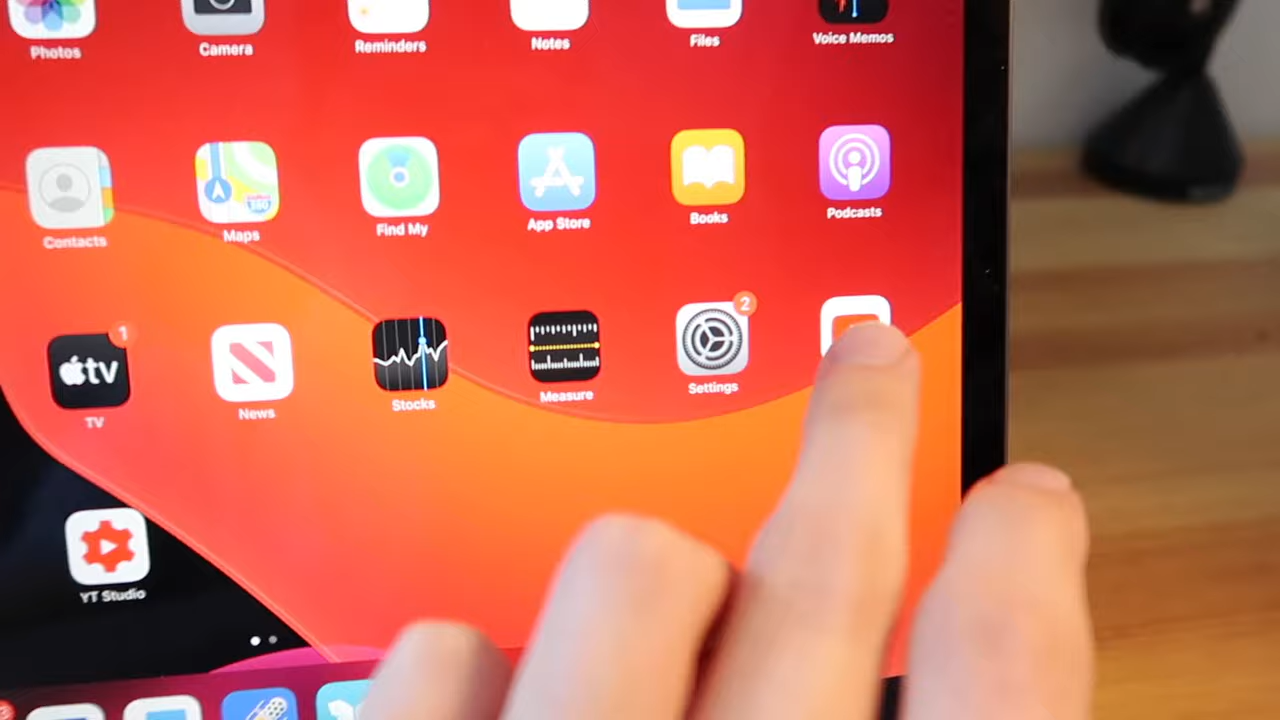 Photos
Camera
Reminders
Notes
Files
Voice Memos
Contacts
Maps
Find My
App Store
Books
Podcasts
1
tv
TV
News
Stocks
Measure
2
Settings
YT Studio
3